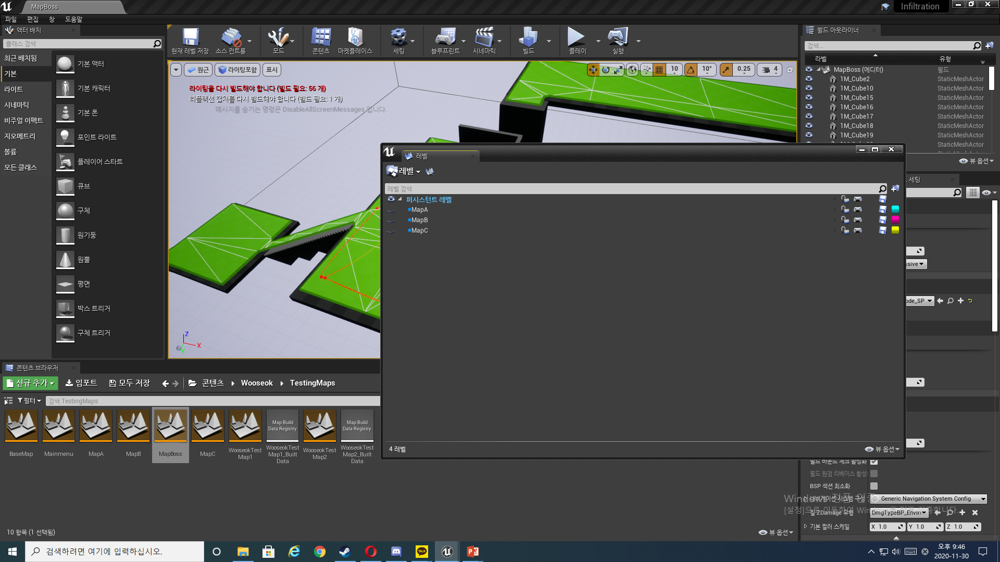 MapBoss
Infiltration
파일 편집 창 도움말
액터 배치
클래스 검색
최근 배치됨
기본
라이트
시네마틱
비주얼 이펙트
지오메트리
볼륨
모든 클래스
기본 액터
기본 캐릭터
기본 폰
포인트 라이트
플레이어 스타트
큐브
구체
원기둥
원뿔
평면
박스 트리거
구체 트리거
현재 레벨 저장
소스 컨트롤
모드
콘텐츠
마켓플레이스
세팅
블루프린트
시네마틱
빌드
플레이
실행
원근
라이팅포함
표시
10
10°
0.25
4
라이팅을 다시 빌드해야 합니다 (빌드 필요: 56 개)
리플렉션 캡처를 다시 빌드해야 합니다 (빌드 필요: 1 개)
메시지를 숨기는 명령은 DisableAllScreenMessages 입니다.
Z
X
Y
월드 아웃라이너
검색...
라벨 유형
MapBoss (에디터) 월드
1M_Cube2 StaticMeshActor
1M_Cube10 StaticMeshActor
1M_Cube15 StaticMeshActor
1M_Cube16 StaticMeshActor
1M_Cube17 StaticMeshActor
1M_Cube18 StaticMeshActor
1M_Cube19 StaticMeshActor
StaticMeshActor
뷰 옵션
세팅
레벨
레벨
레벨 검색
퍼시스턴트 레벨
MapA
MapB
MapC
4 레벨
뷰 옵션
ssive
ode_SP
콘텐츠 브라우저
신규 추가
임포트
모두 저장
콘텐츠
Wooseok
TestingMaps
필터
검색 TestingMaps
BaseMap
Mainmenu
MapA
MapB
MapBoss
MapC
WooseokTest
Map1
Map Build
Data Registry
WooseokTest
Map1_Built
Data
WooseokTest
Map2
Map Build
Data Registry
WooseokTest
Map2_Built
Data
10 항목 (1 선택됨)
뷰 옵션
월드 바운드 체크 활성화
월드 원점 리베이스 활성
BSP 섹션 최소화
내비게이션 시스템 구성
Generic Navigation System Config
킬 ZDamage 유형
DmgTypeBP_Envir
기본 컬러 스케일
X 1.0
Y 1.0
Z 1.0
Windows 정품 인증
[설정]으로 이동하여 Windows를 정품 인증합니다.
검색하려면 여기에 입력하십시오.
TALK
오후 9:46
2020-11-30